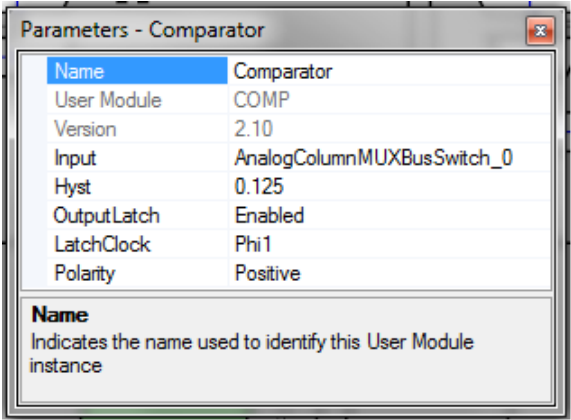 Parameters - Comparator
Name Comparator
User Module COMP
Version 2.10
Input AnalogColumnMUXBusSwitch_0
Hyst 0.125
OutputLatch Enabled
LatchClock Phi1
Polarity Positive
Name
Indicates the name used to identify this User Module
instance